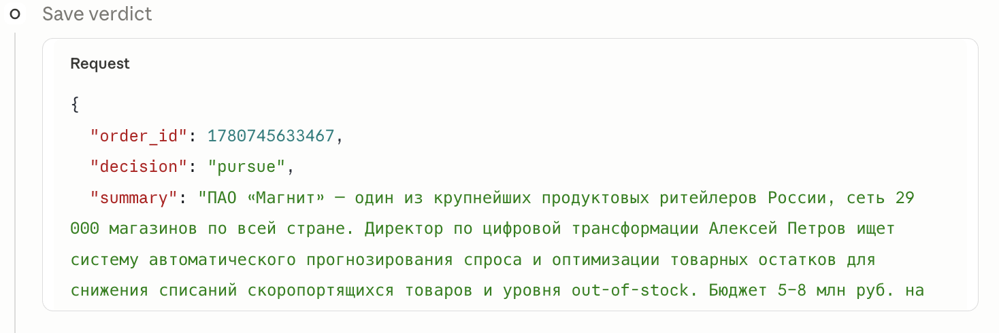 Save verdict
Request
{
"order_id": 1780745633467,
"decision": "pursue",
"summary": "ПАО «Магнит» — один из крупнейших продуктовых ритейлеров России, сеть 29
000 магазинов по всей стране. Директор по цифровой трансформации Алексей Петров ищет
систему автоматического прогнозирования спроса и оптимизации товарных остатков для
снижения списаний скоропортящихся товаров и уровня out-of-stock. Бюджет 5–8 млн руб. на